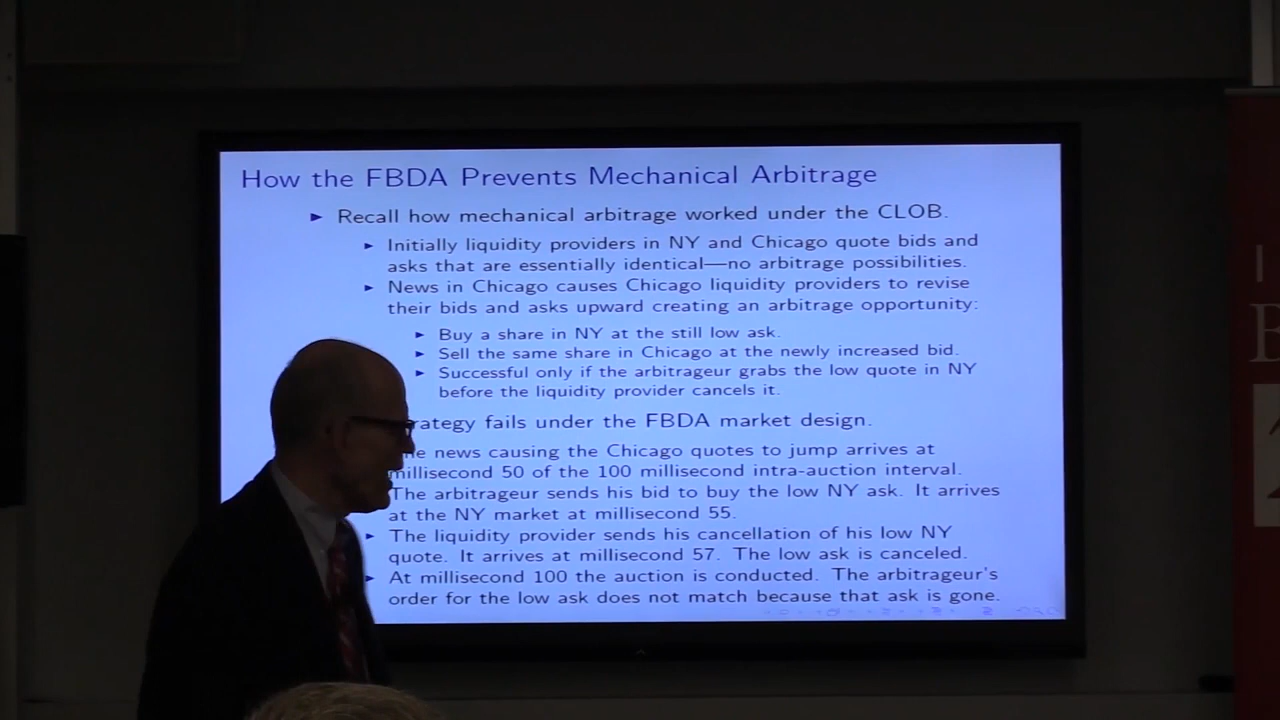 How the FBDA Prevents Mechanical Arbitrage
Recall how mechanical arbitrage worked under the CLOB.
Initially liquidity providers in NY and Chicago quote bids and
asks that are essentially identical—no arbitrage possibilities.
News in Chicago causes Chicago liquidity providers to revise
their bids and asks upward creating an arbitrage opportunity:
Buy a share in NY at the still low ask.
Sell the same share in Chicago at the newly increased bid.
Successful only if the arbitrageur grabs the low quote in NY
before the liquidity provider cancels it.
rategy fails under the FBDA market design.
he news causing the Chicago quotes to jump arrives at
millisecond 50 of the 100 millisecond intra-auction interval.
The arbitrageur sends his bid to buy the low NY ask. It arrives
at the NY market at millisecond 55.
The liquidity provider sends his cancellation of his low NY
quote. It arrives at millisecond 57. The low ask is canceled.
At millisecond 100 the auction is conducted. The arbitrageur's
order for the low ask does not match because that ask is gone.